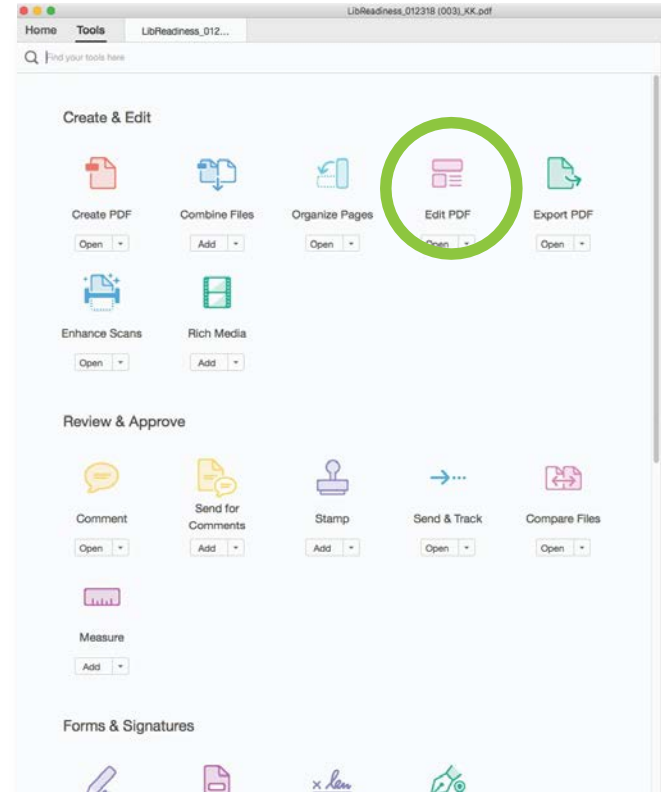 LibReadiness_012318 (003)_KK.pdf
Home Tools LibReadiness_012...
Find your tools here
Create & Edit
Create PDF Combine Files Organize Pages Edit PDF Export PDF
Open Add Open Open Open
Enhance Scans Rich Media
Open Add
Review & Approve
Comment Send for Comments Stamp Send & Track Compare Files
Open Add Add Open Open
Measure
Add
Forms & Signatures